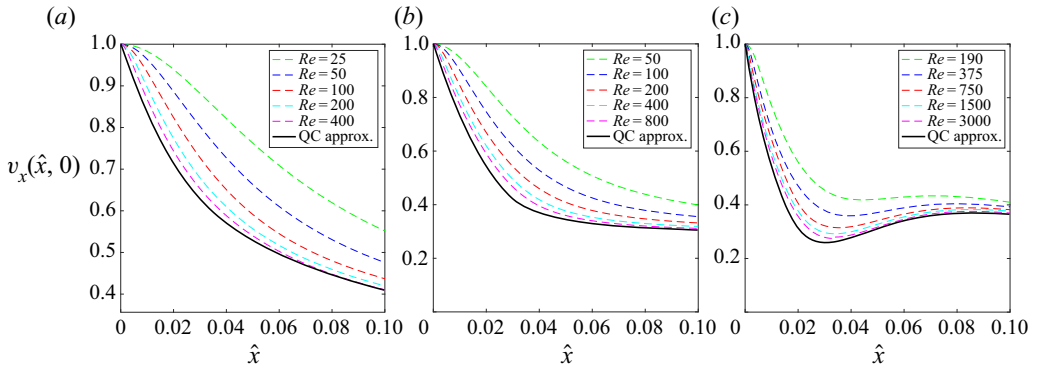 (a)
1.0
0.9
0.8
0.7
0.6
0.5
0.4
v_x(x̂, 0)
Re = 25
Re = 50
Re = 100
Re = 200
Re = 400
QC approx.
0 0.02 0.04 0.06 0.08 0.10
x̂
(b)
1.0
0.8
0.6
0.4
0.2
Re = 50
Re = 100
Re = 200
Re = 400
Re = 800
QC approx.
0 0.02 0.04 0.06 0.08 0.10
x̂
(c)
1.0
0.8
0.6
0.4
0.2
Re = 190
Re = 375
Re = 750
Re = 1500
Re = 3000
QC approx.
0 0.02 0.04 0.06 0.08 0.10
x̂